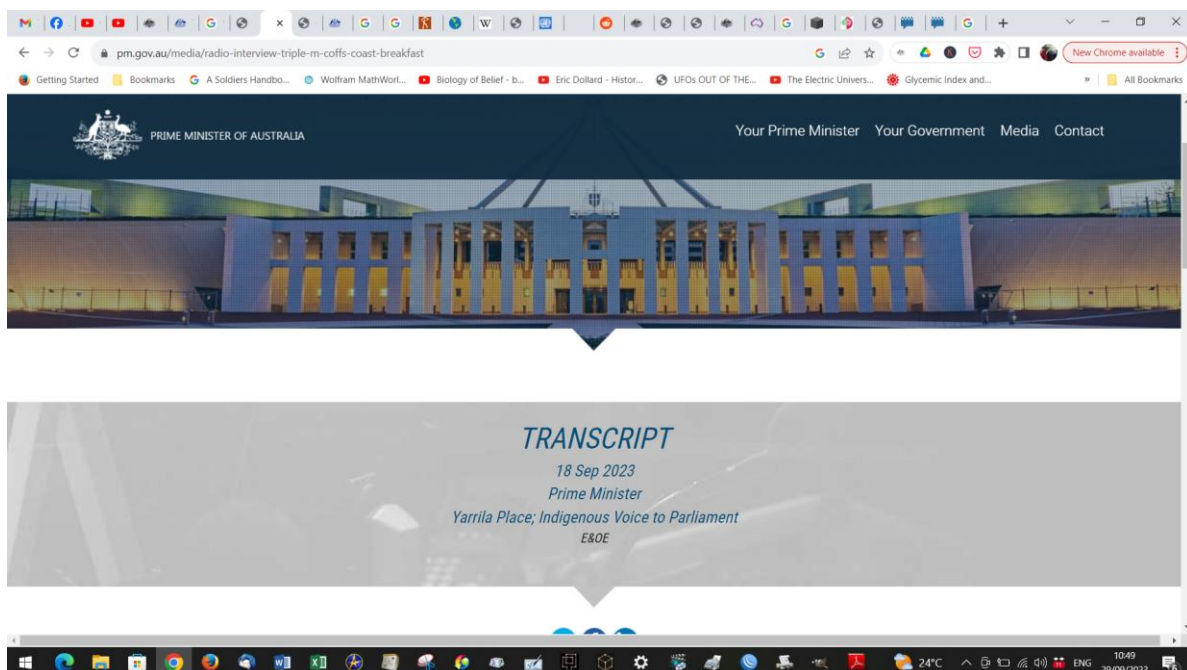 pm.gov.au/media/radio-interview-triple-m-coffs-coast-breakfast
New Chrome available
Getting Started
Bookmarks
A Soldiers Handbo...
Wolfram MathWorl...
Biology of Belief - b...
Eric Dollard - Histor...
UFOs OUT OF THE...
The Electric Univers...
Glycemic Index and...
»
All Bookmarks
PRIME MINISTER OF AUSTRALIA
Your Prime Minister
Your Government
Media
Contact
TRANSCRIPT
18 Sep 2023
Prime Minister
Yarrila Place; Indigenous Voice to Parliament
E&OE
24°C
ENG
10:49
29/09/2023